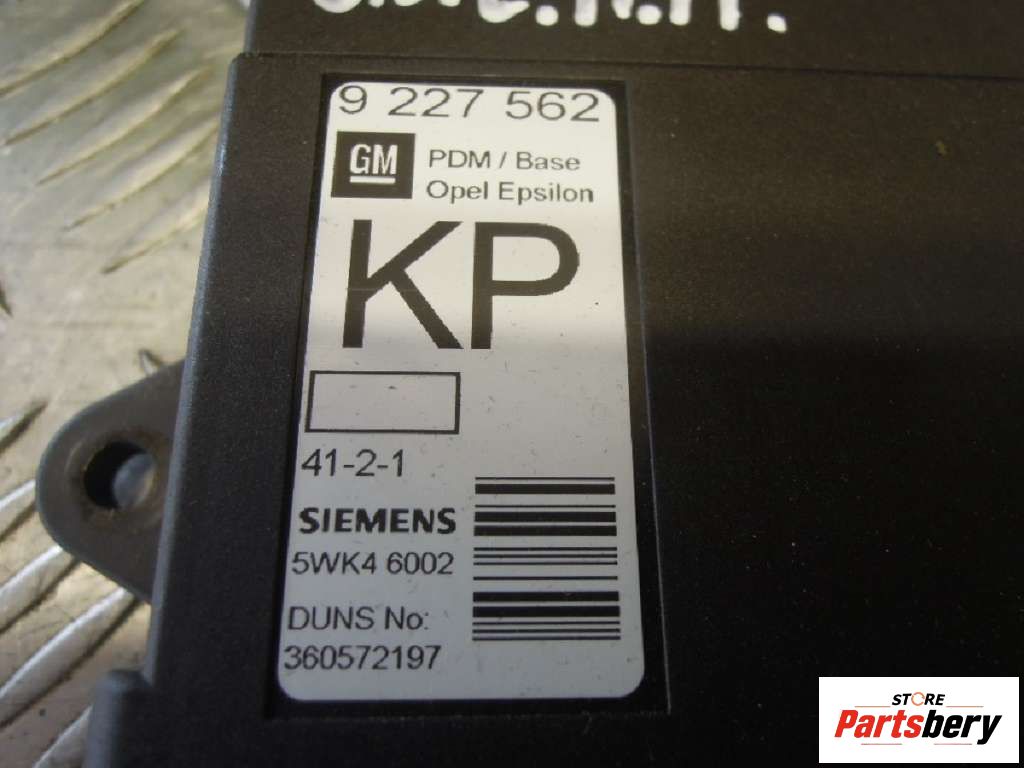 9 227 562
GM
PDM / Base
Opel Epsilon
KP
41-2-1
SIEMENS
5WK4 6002
DUNS No:
360572197
STORE
Partsbery